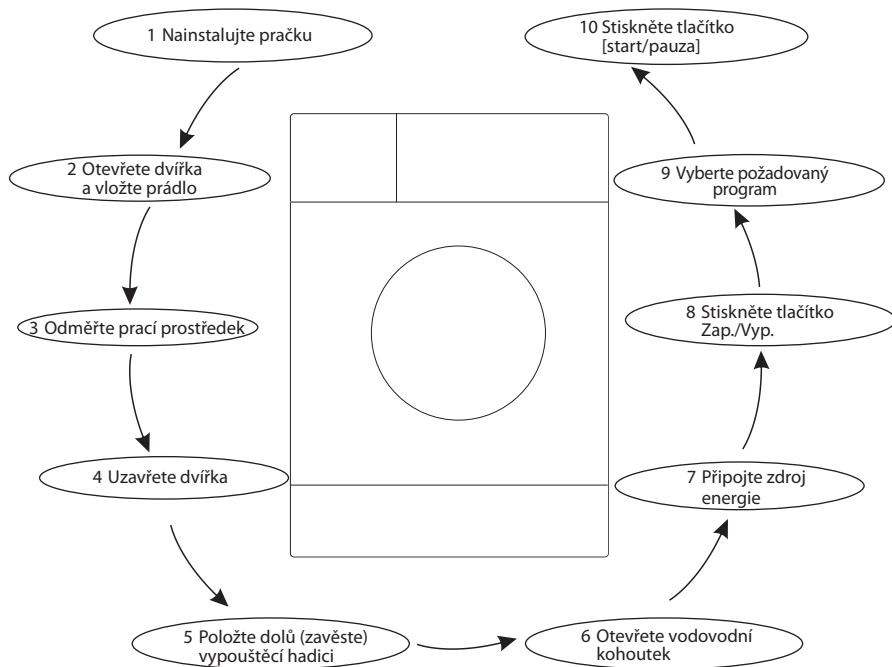 1 Nainstalujte pračku
2 Otevřete dvířka
a vložte prádlo
3 Odměřte prací prostředek
4 Uzavřete dvířka
5 Položte dolů (zavěste)
vypouštěcí hadici
6 Otevřete vodovodní
kohoutek
7 Připojte zdroj
energie
8 Stiskněte tlačítko
Zap./Vyp.
9 Vyberte požadovaný
program
10 Stiskněte tlačítko
[start/pauza]